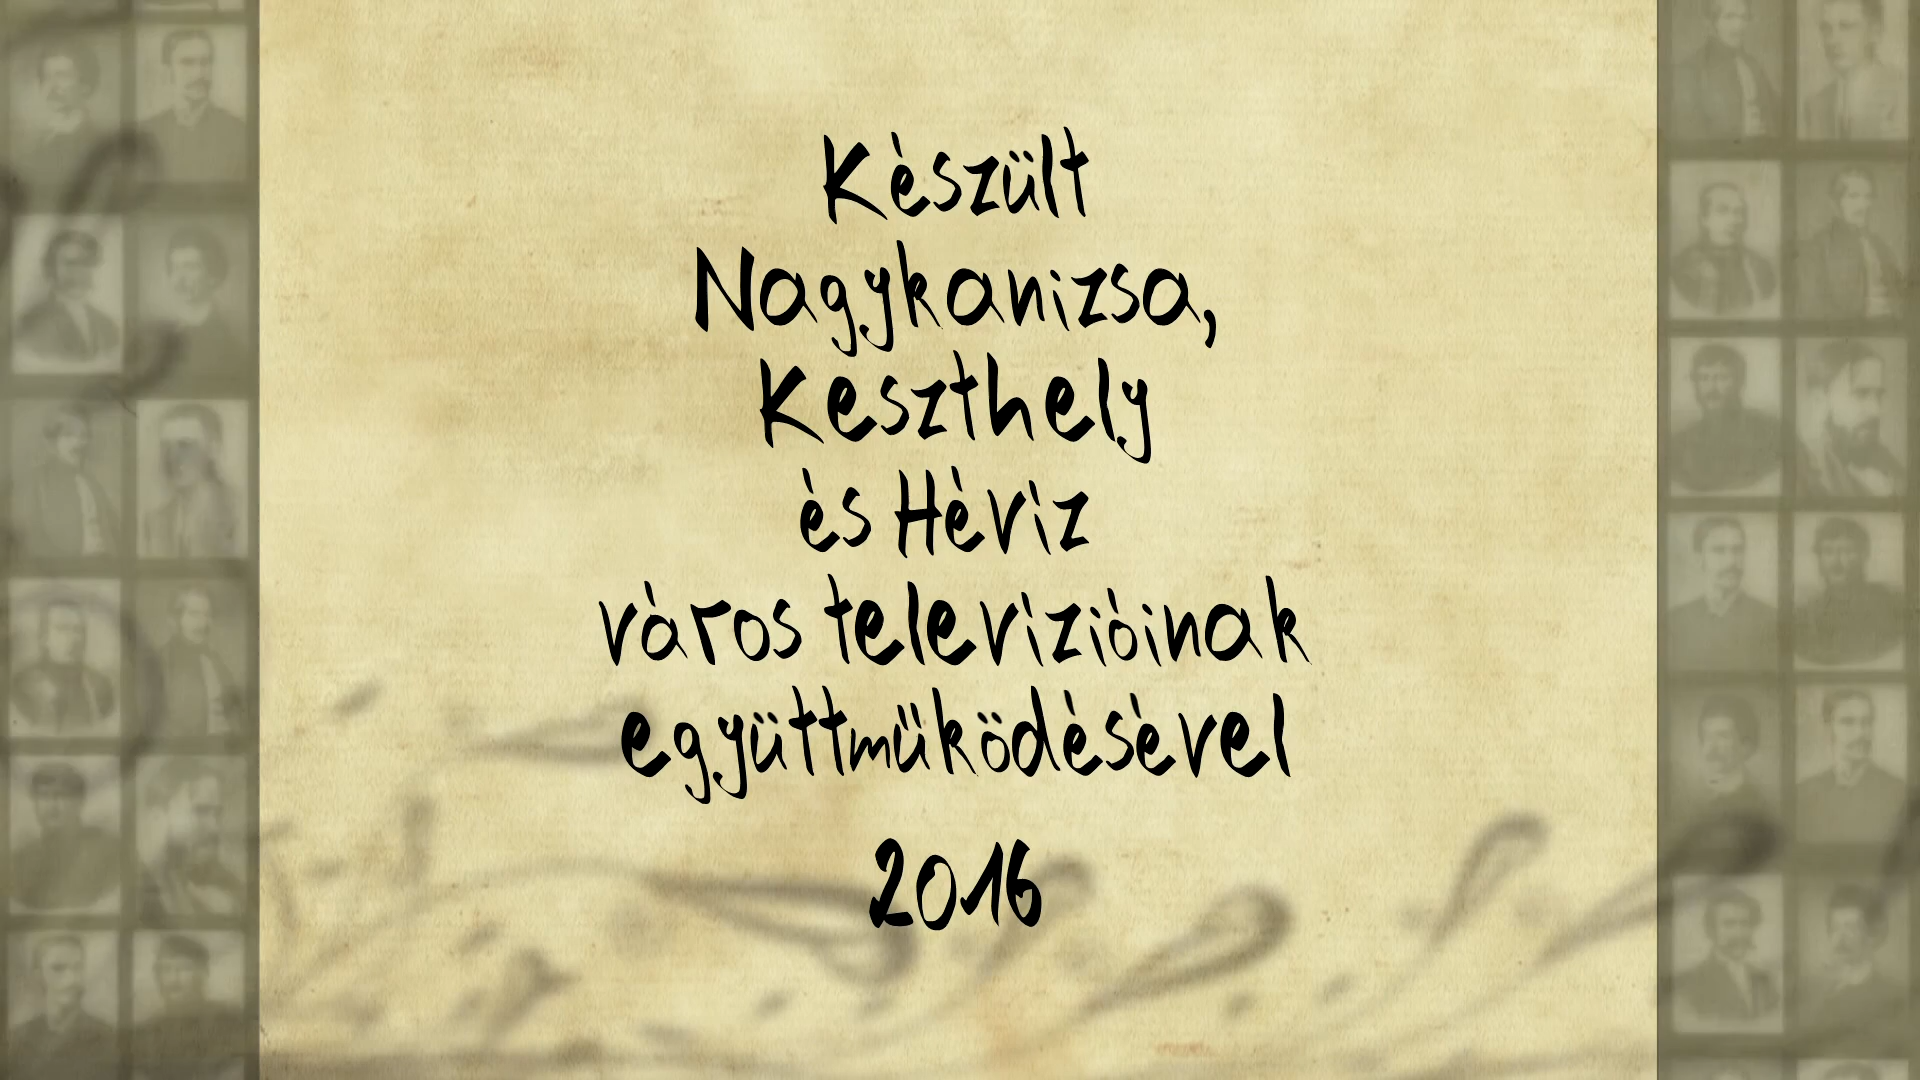 Készült
Nagykanizsa,
Keszthely
és Hévíz
város televízióinak
együttműködésével
2016